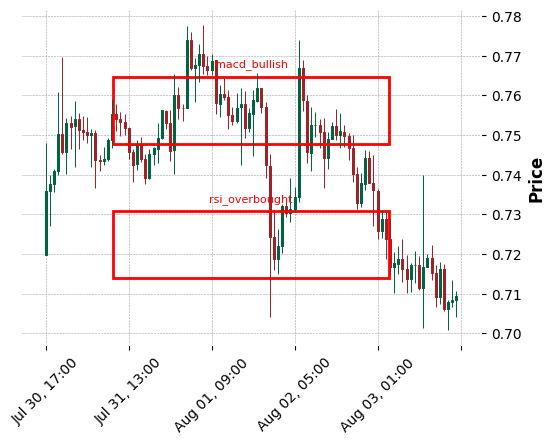 0.78
0.77
macd_bullish
0.76
0.75
0.74
rsi_overbought
0.73
0.72
0.71
0.70
Price
Jul 30, 17:00
Jul 31, 13:00
Aug 01, 09:00
Aug 02, 05:00
Aug 03, 01:00